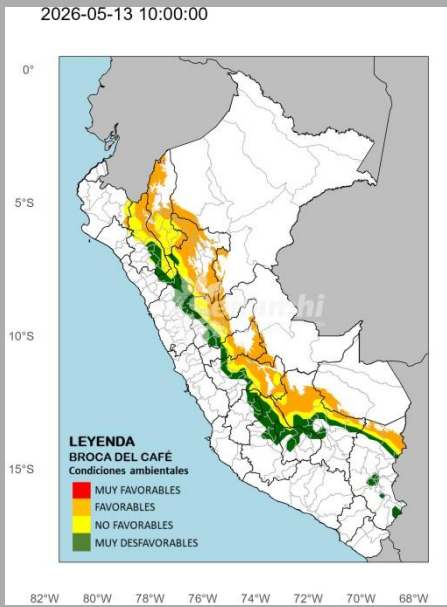 2026-05-13 10:00:00
0°
5°S
10°S
15°S
senamhi
LEYENDA
BROCA DEL CAFÉ
Condiciones ambientales
MUY FAVORABLES
FAVORABLES
NO FAVORABLES
MUY DESFAVORABLES
82°W 80°W 78°W 76°W 74°W 72°W 70°W 68°W